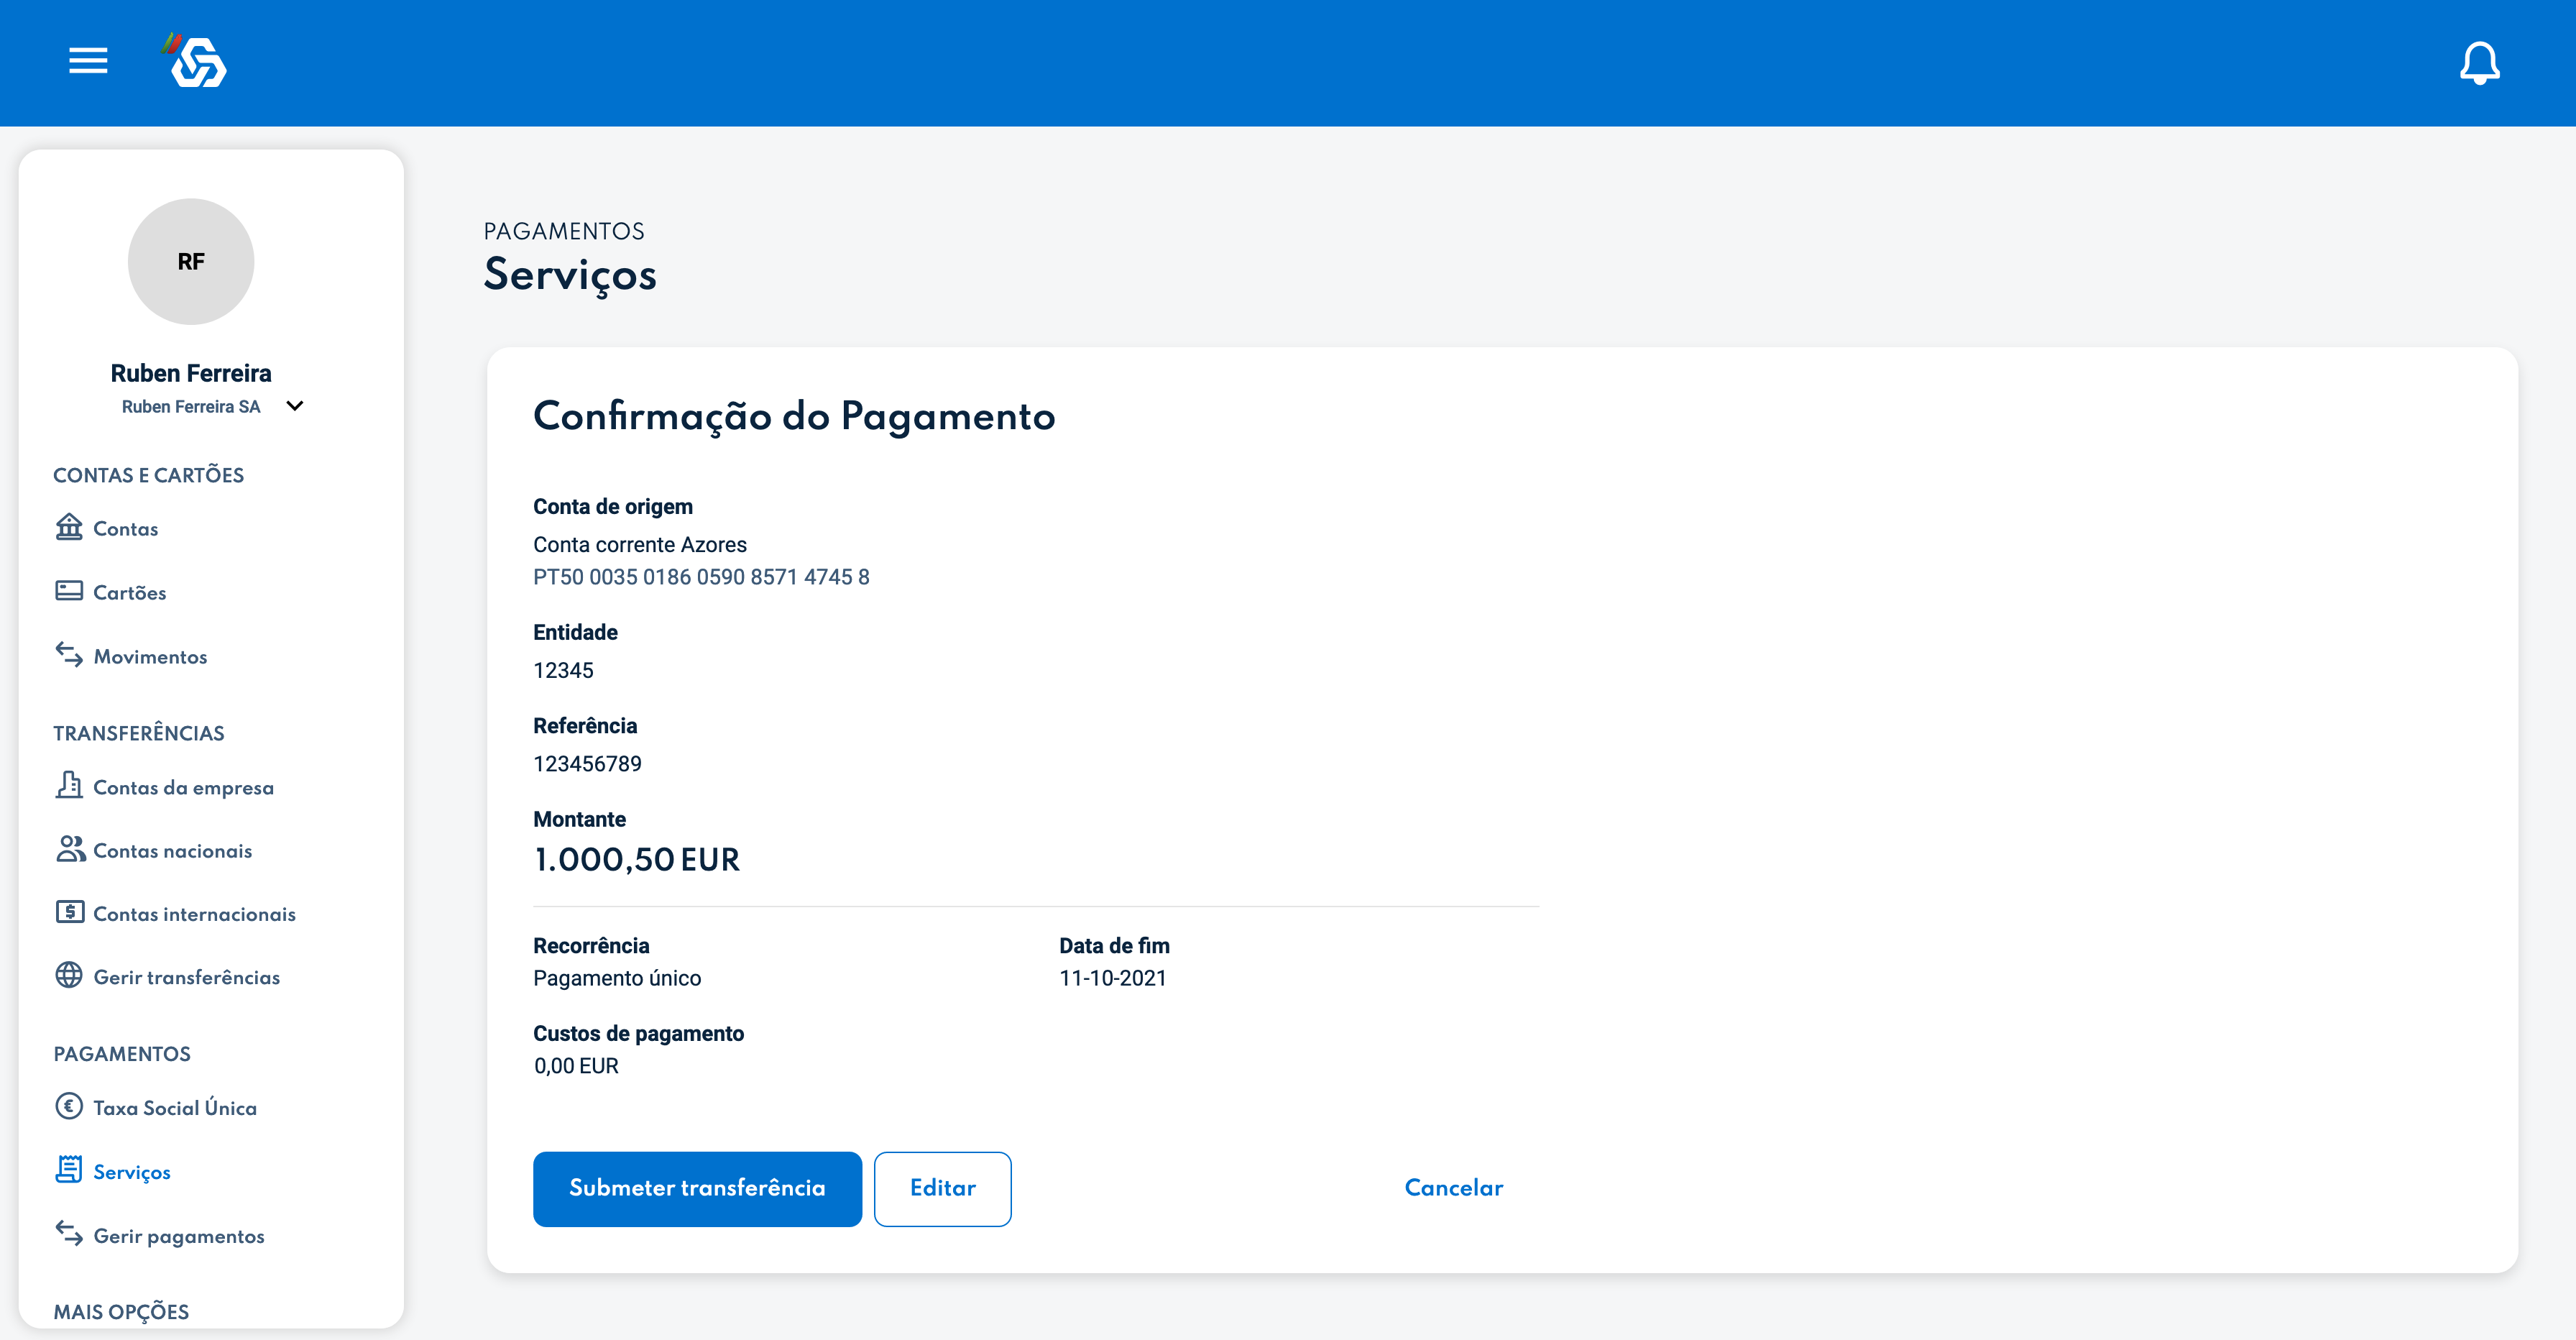 RF
Ruben Ferreira
Ruben Ferreira SA
CONTAS E CARTÕES
Contas
Cartões
Movimentos
TRANSFERÊNCIAS
Contas da empresa
Contas nacionais
Contas internacionais
Gerir transferências
PAGAMENTOS
Taxa Social Única
Serviços
Gerir pagamentos
MAIS OPÇÕES
PAGAMENTOS
Serviços
Confirmação do Pagamento
Conta de origem
Conta corrente Azores
PT50 0035 0186 0590 8571 4745 8
Entidade
12345
Referência
123456789
Montante
1.000,50 EUR
Recorrência
Pagamento único
Data de fim
11-10-2021
Custos de pagamento
0,00 EUR
Submeter transferência
Editar
Cancelar